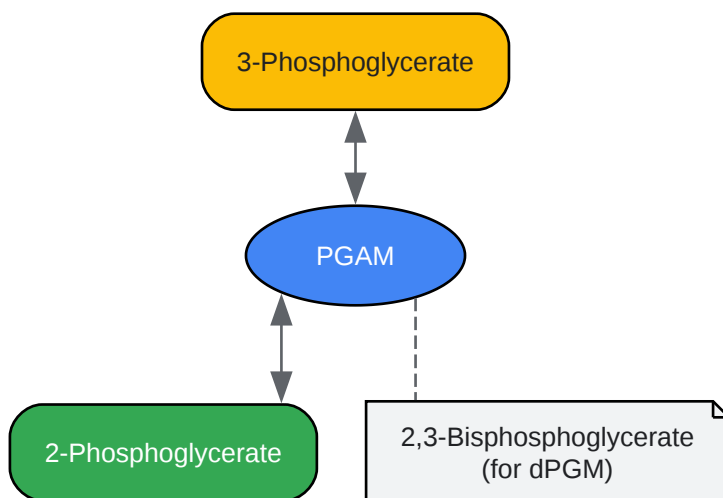 3-Phosphoglycerate
PGAM
2-Phosphoglycerate
2,3-Bisphosphoglycerate
(for dPGM)